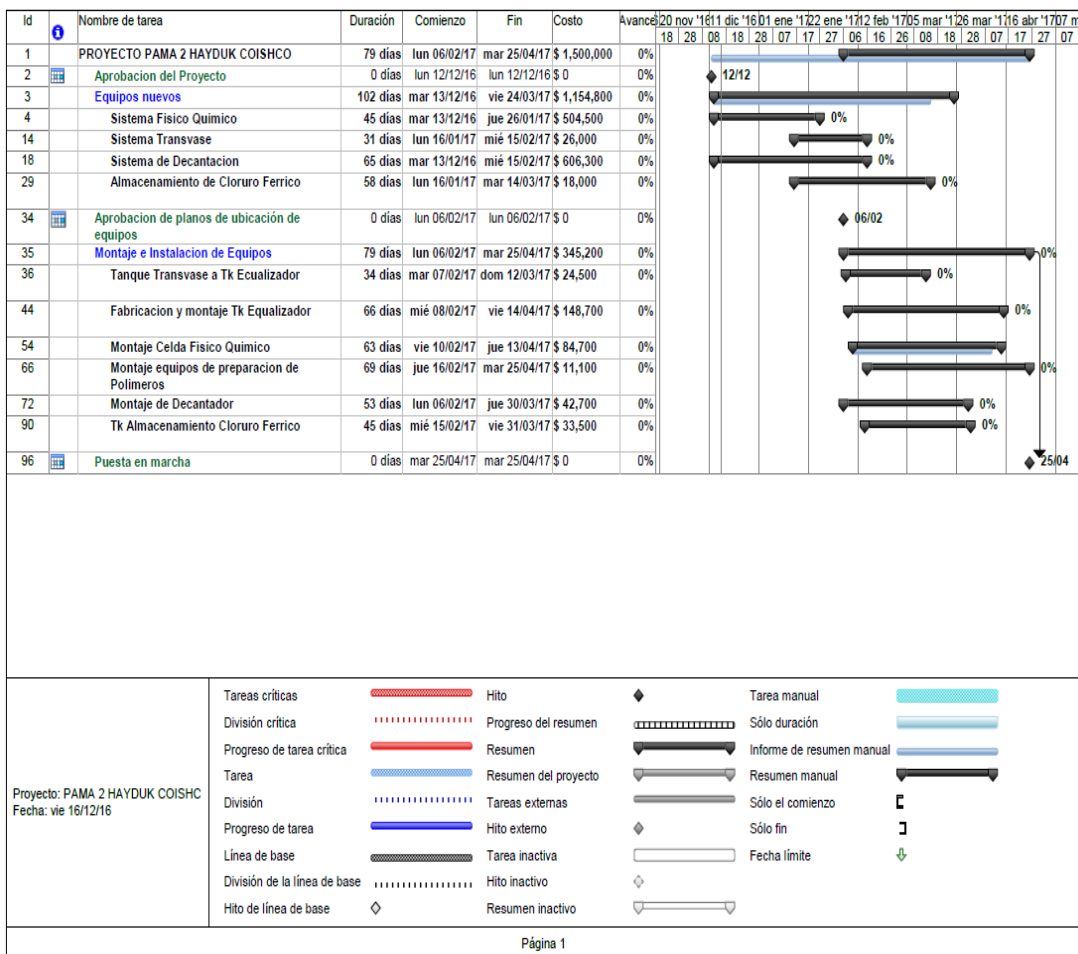 Id Nombre de tarea Duración Comienzo Fin Costo Avance 20 nov '16 11 dic '16 01 ene '17 22 ene '17 12 feb '17 05 mar '17 26 mar '17 16 abr '17 07 m
18 28 08 18 28 07 17 27 06 16 26 08 18 28 07 17 27 07
1 PROYECTO PAMA 2 HAYDUK COISHCO 79 días lun 06/02/17 mar 25/04/17 $ 1,500,000 0%
2 Aprobacion del Proyecto 0 días lun 12/12/16 lun 12/12/16 $ 0 0% 12/12
3 Equipos nuevos 102 días mar 13/12/16 vie 24/03/17 $ 1,154,800 0%
4 Sistema Fisico Quimico 45 días mar 13/12/16 jue 26/01/17 $ 504,500 0% 0%
14 Sistema Transvase 31 días lun 16/01/17 mié 15/02/17 $ 26,000 0% 0%
18 Sistema de Decantacion 65 días mar 13/12/16 mié 15/02/17 $ 606,300 0% 0%
29 Almacenamiento de Cloruro Ferrico 58 días lun 16/01/17 mar 14/03/17 $ 18,000 0% 0%
34 Aprobacion de planos de ubicación de 0 días lun 06/02/17 lun 06/02/17 $ 0 0% 06/02
equipos
35 Montaje e Instalacion de Equipos 79 días lun 06/02/17 mar 25/04/17 $ 345,200 0% 0%
36 Tanque Transvase a Tk Ecualizador 34 días mar 07/02/17 dom 12/03/17 $ 24,500 0% 0%
44 Fabricacion y montaje Tk Equalizador 66 días mié 08/02/17 vie 14/04/17 $ 148,700 0% 0%
54 Montaje Celda Fisico Quimico 63 días vie 10/02/17 jue 13/04/17 $ 84,700 0% 0%
66 Montaje equipos de preparacion de 69 días jue 16/02/17 mar 25/04/17 $ 11,100 0% 0%
Polimeros
72 Montaje de Decantador 53 días lun 06/02/17 jue 30/03/17 $ 42,700 0% 0%
90 Tk Almacenamiento Cloruro Ferrico 45 días mié 15/02/17 vie 31/03/17 $ 33,500 0% 0%
96 Puesta en marcha 0 días mar 25/04/17 mar 25/04/17 $ 0 0% 25/04
Proyecto: PAMA 2 HAYDUK COISHC
Fecha: vie 16/12/16
Tareas críticas Hito Tarea manual
División crítica Progreso del resumen Sólo duración
Progreso de tarea crítica Resumen Informe de resumen manual
Tarea Resumen del proyecto Resumen manual
División Tareas externas Sólo el comienzo
Progreso de tarea Hito externo Sólo fin
Línea de base Tarea inactiva Fecha límite
División de la línea de base Hito inactivo
Hito de línea de base Resumen inactivo
Página 1